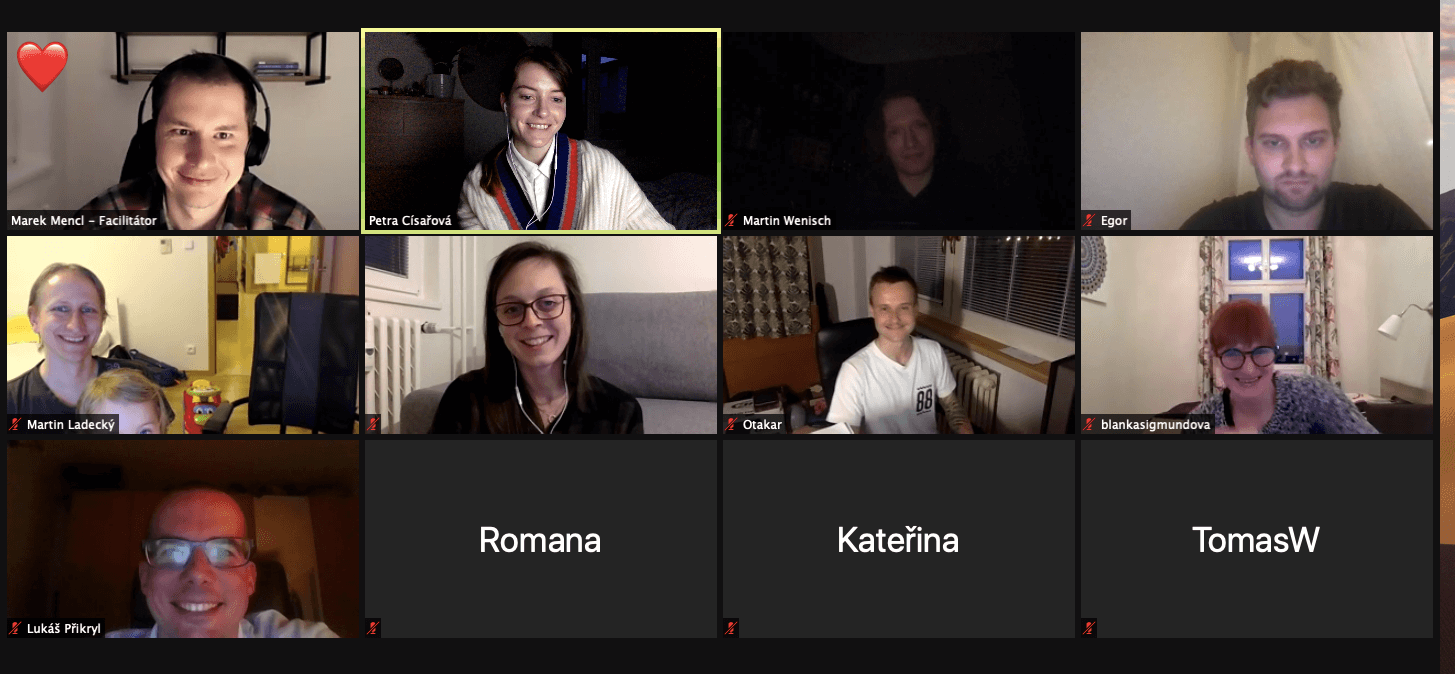 Marek Mencl – Facilitátor
Petra Císařová
Martin Wenisch
Egor
Martin Ladecký
Otakar
88
blankasigmundova
Lukáš Přikryl
Romana
Kateřina
TomasW